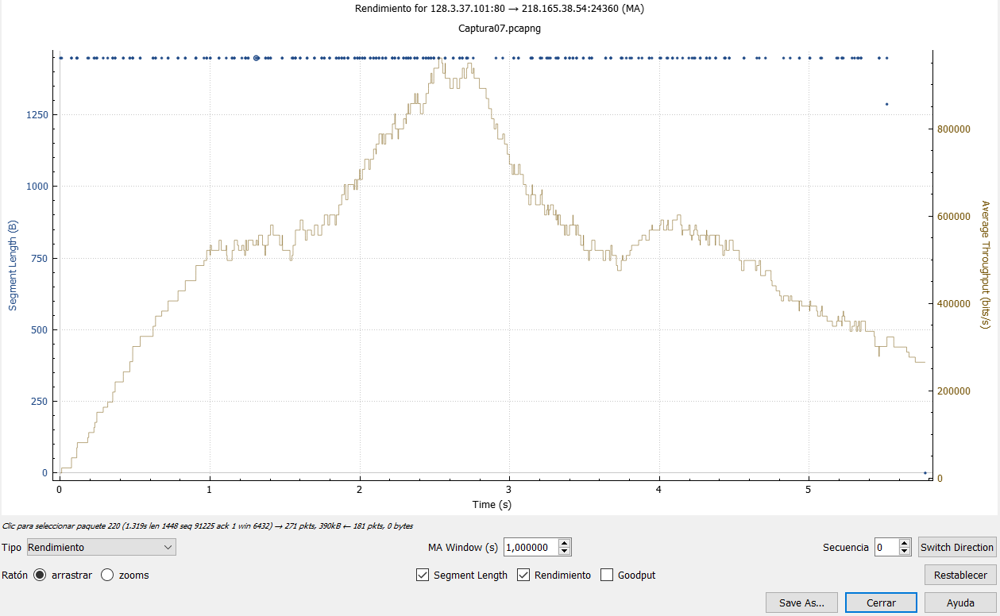 Rendimiento for 128.3.37.101:80 → 218.165.38.54:24360 (MA)
Captura07.pcapng
Segment Length (B)
1250
1000
750
500
250
0
800000
600000
400000
200000
0
Average Throughput (bits/s)
0 1 2 3 4 5
Time (s)
Clic para seleccionar paquete 220 (1.319s len 1448 seq 91225 ack 1 win 6432) → 271 pkts, 390kB ← 181 pkts, 0 bytes
Tipo Rendimiento MA Window (s) 1,000000 Secuencia 0 Switch Direction
Ratón arrastrar zooms Segment Length Rendimiento Goodput Restablecer
Save As... Cerrar Ayuda